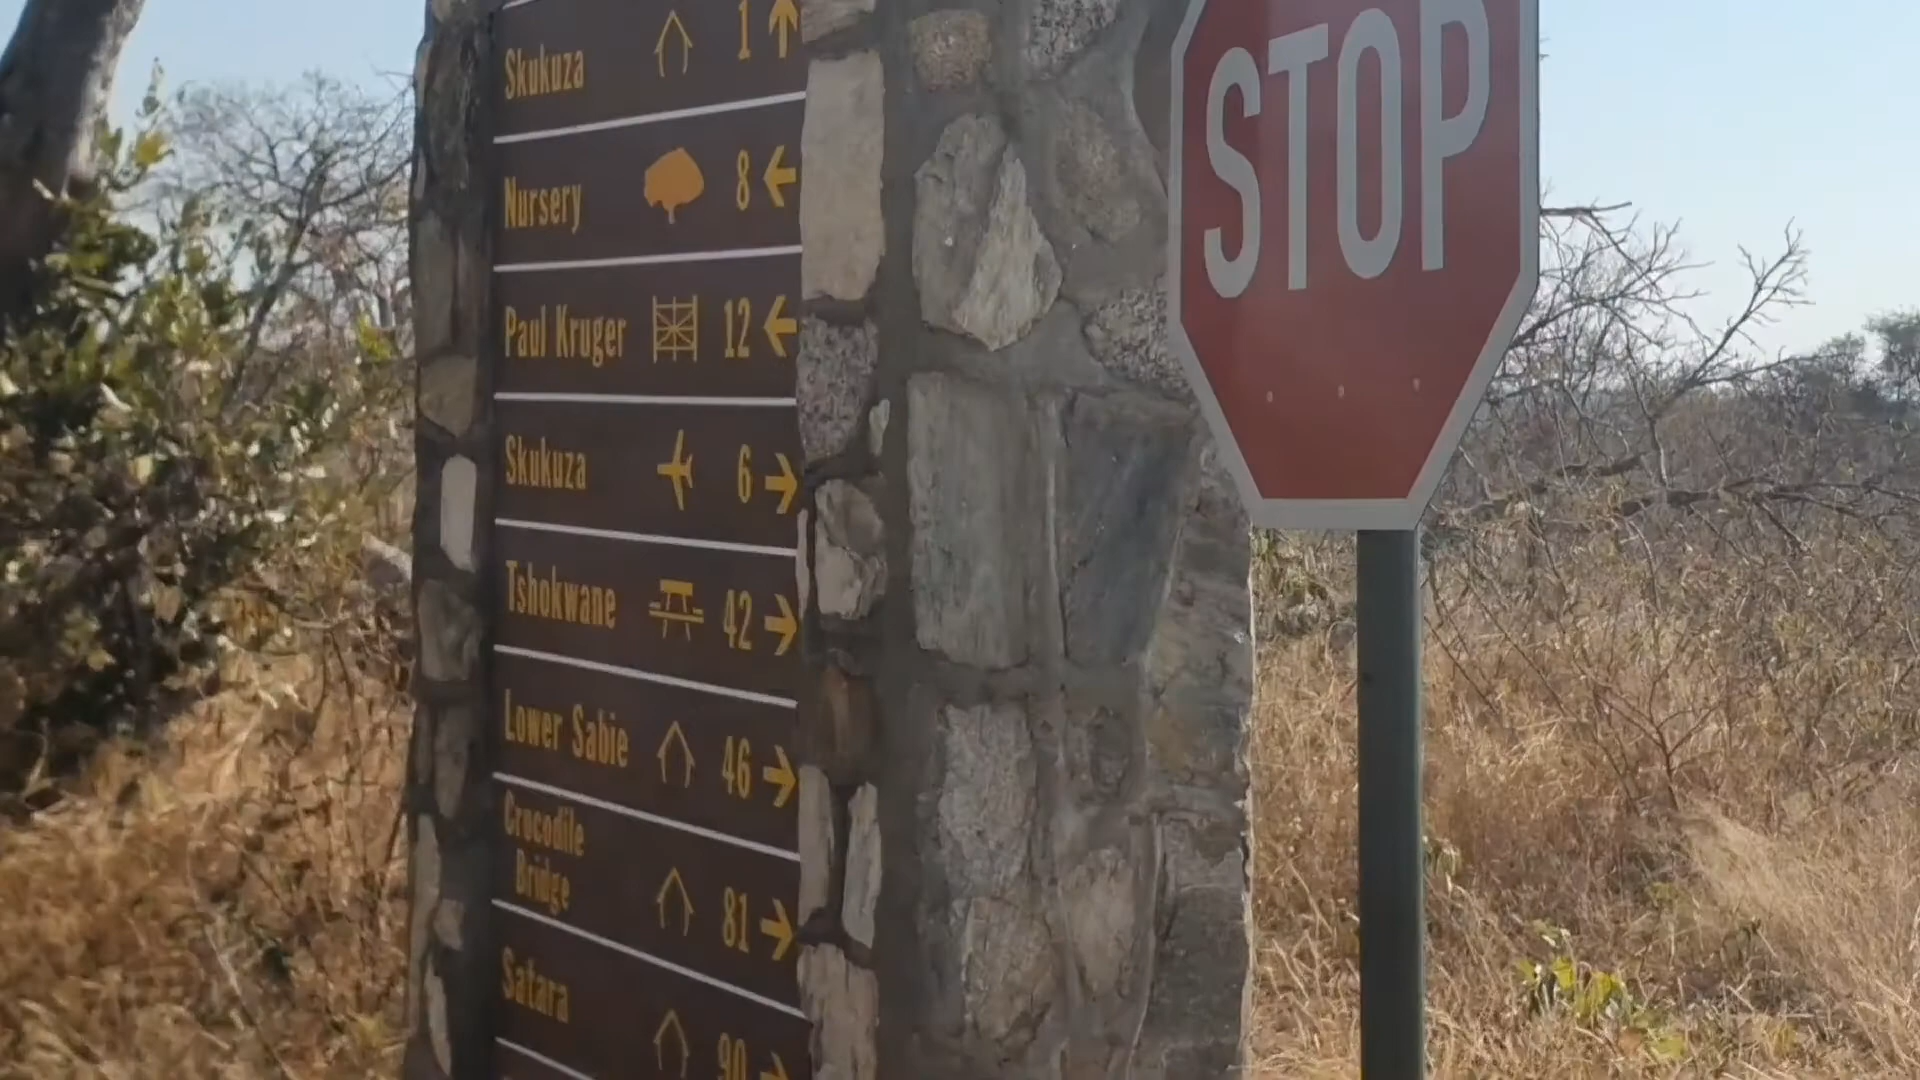 Skukuza 1 ↑
Nursery 8 ←
Paul Kruger 12 ←
Skukuza 6 →
Tshokwane 42 →
Lower Sabie 46 →
Crocodile
Bridge 81 →
Satara 90 →
STOP